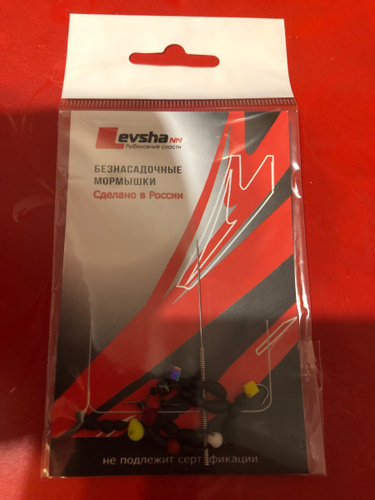 Levsha NN
Рыболовные снасти
БЕЗНАСАДОЧНЫЕ
МОРМЫШКИ
Сделано в России
не подлежит сертификации